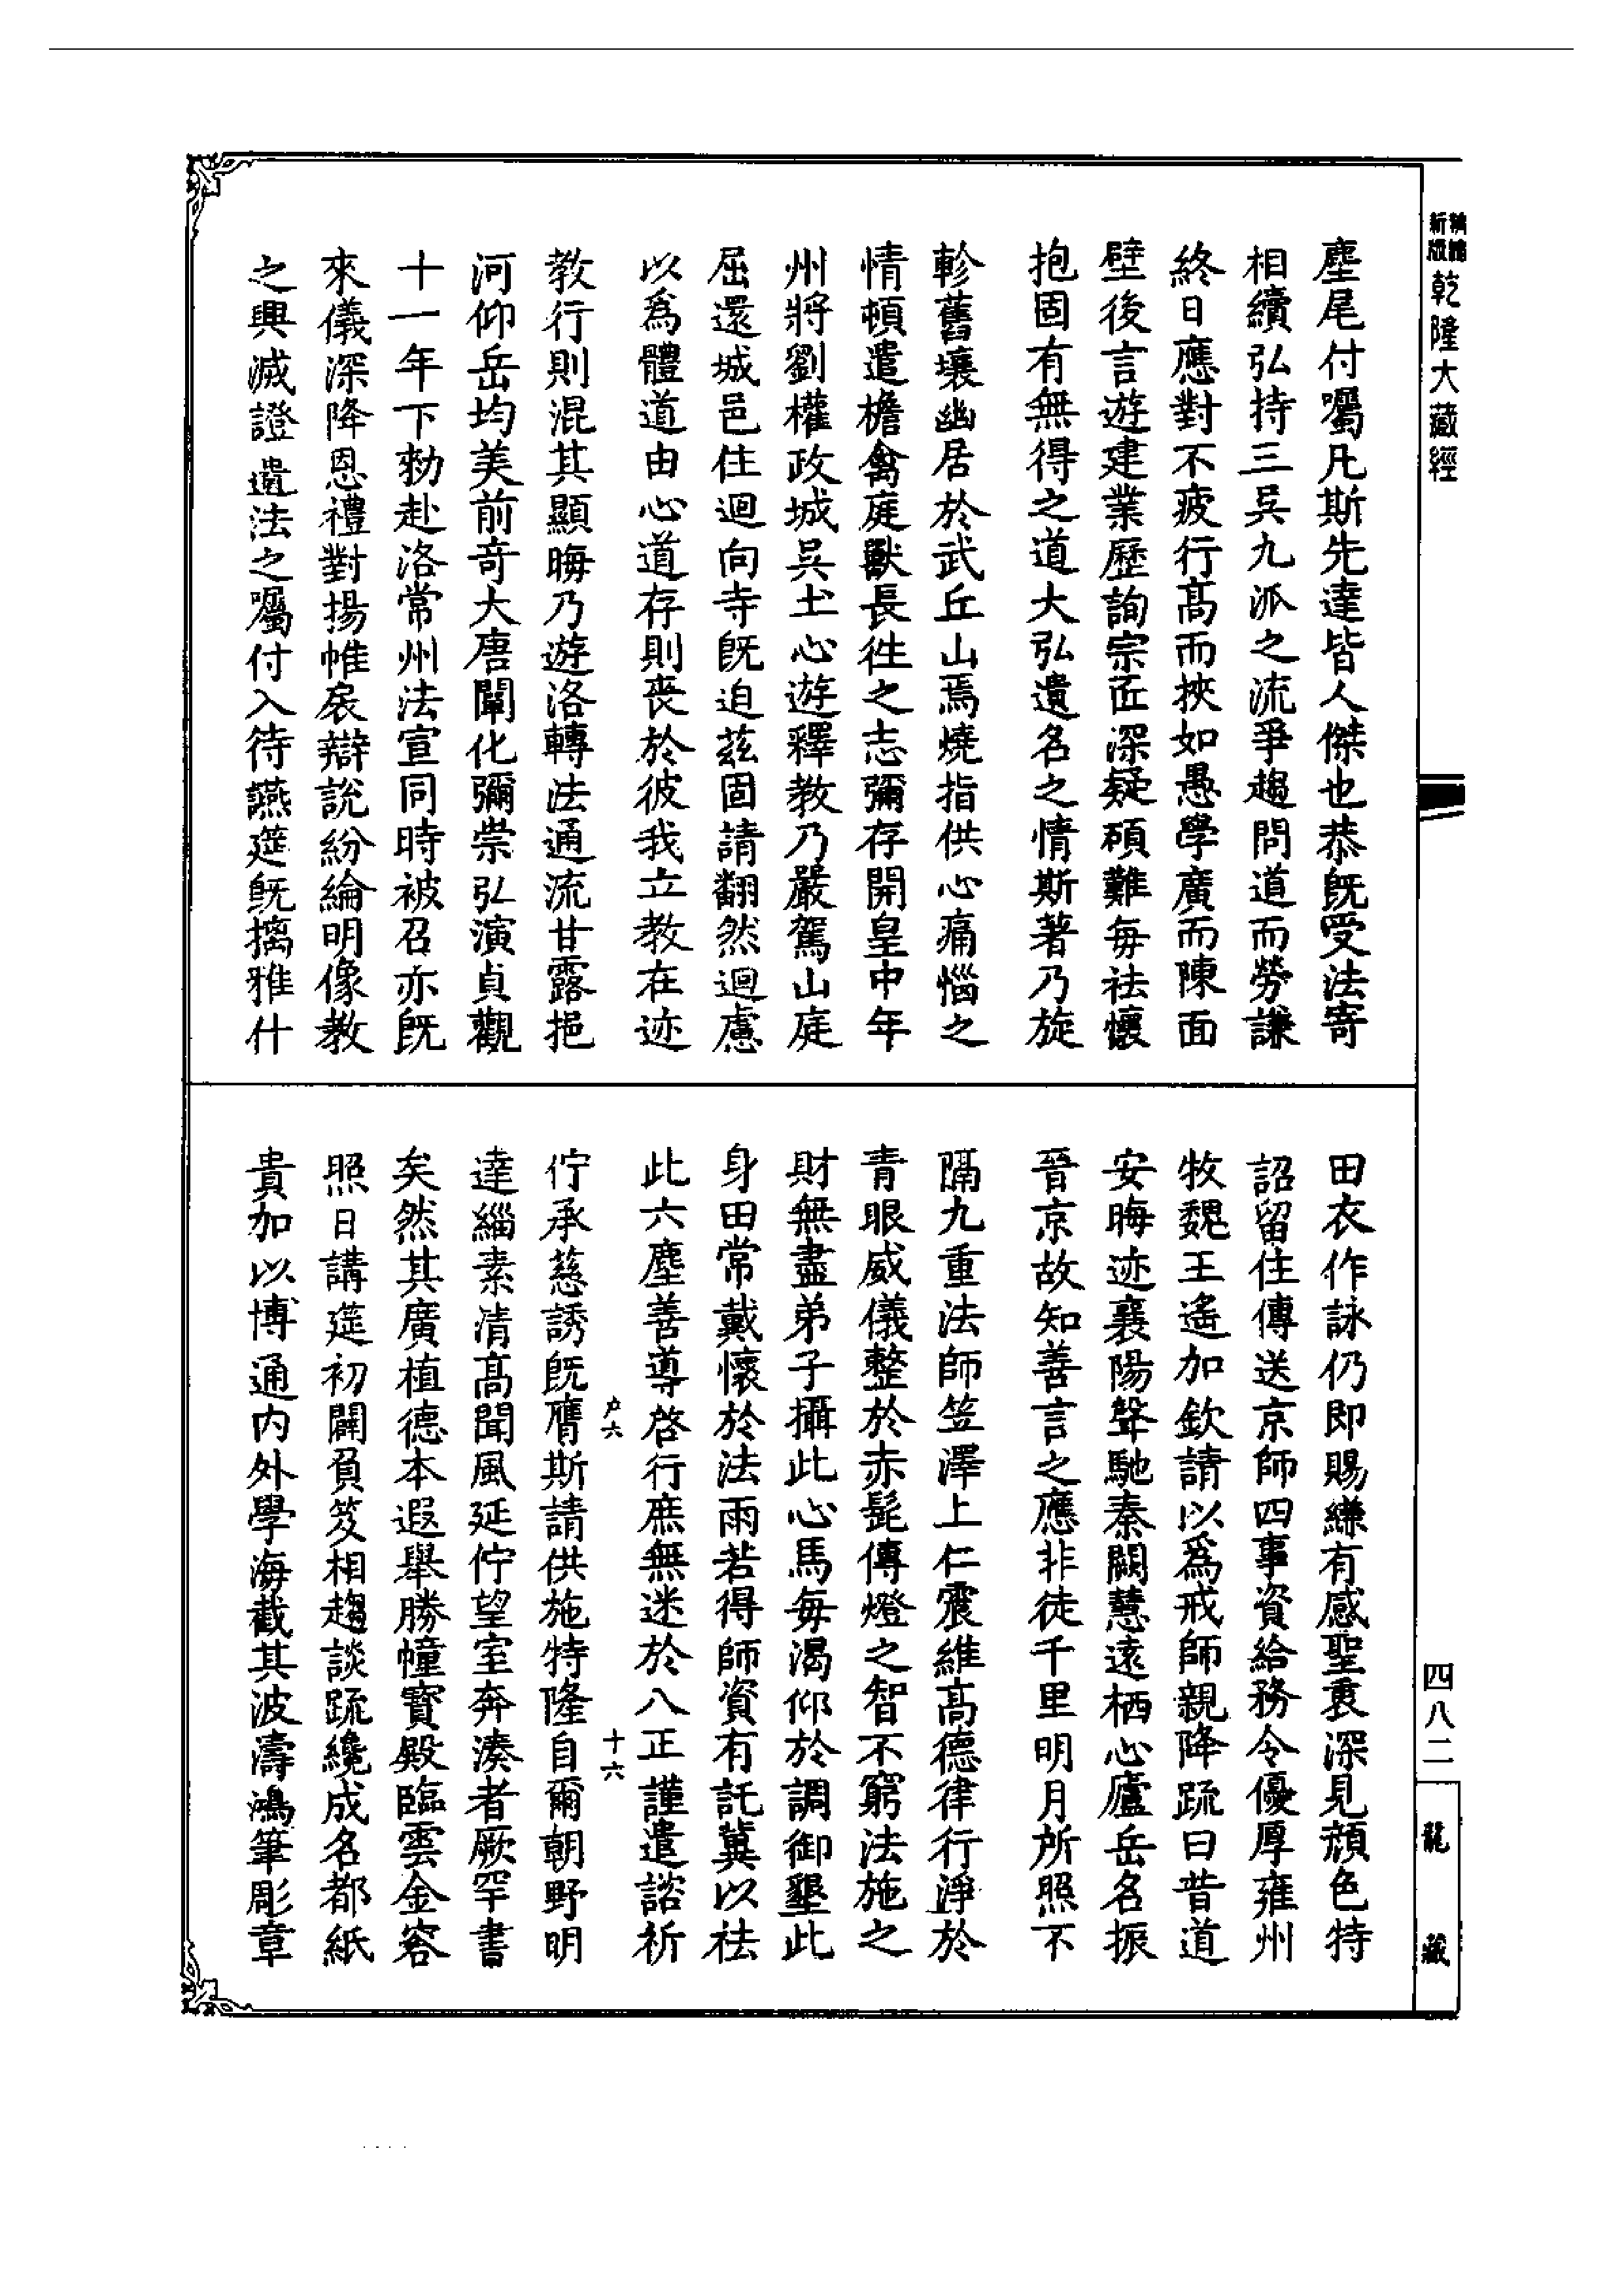 精縮新版乾隆大藏經
麈尾付囑凡斯先達皆人傑也恭既受法寄
相續弘持三吳九派之流爭趨問道而勞謙
終日應對不疲行高而挾如愚學廣而陳面
壁後言遊建業歷詢宗匠深疑碩難每祛懷
抱固有無得之道大弘遺名之情斯著乃旋
軫舊壤幽居於武丘山焉燒指供心痛惱之
情頓遣檐禽庭獸長往之志彌存開皇中年
州將劉權政城吳土心遊釋教乃嚴駕山庭
屈還城邑住迴向寺既迫茲固請翻然迴慮
以為體道由心道存則喪於彼我立教在迹
教行則混其顯晦乃遊洛轉法通流甘露挹
河仰岳均美前奇大唐闡化彌崇弘演貞觀
十一年下勑赴洛常州法宣同時被召亦既
來儀深降恩禮對揚帷扆辯說紛綸明像教
之興滅證遺法之囑付入待讌筵既摛雅什
田衣作詠仍即賜縑有感聖衷深見顏色特
詔留住傳送京師四事資給務令優厚雍州
牧魏王遙加欽請以為戒師親降疏曰昔道
安晦迹襄陽聲馳秦闕慧遠栖心廬岳名振
晉京故知善言之應非徒千里明月所照不
隔九重法師笠澤上仁震維高德律行淨於
青眼威儀整於赤髭傳燈之智不窮法施之
財無盡弟子攝此心馬每渴仰於調御墾此
身田常戴懷於法雨若得師資有託冀以祛
此六塵善導啓行庶無迷於八正謹遣諮祈
户六 十六
佇承慈誘既膺斯請供施特隆自爾朝野明
達緇素清高聞風延佇望室奔湊者厥罕書
矣然其廣植德本遐舉勝幢寶殿臨雲金容
照日講筵初闢負笈相趨談疏纔成名都紙
貴加以博通內外學海截其波濤鴻筆彫章
四八二
龍藏